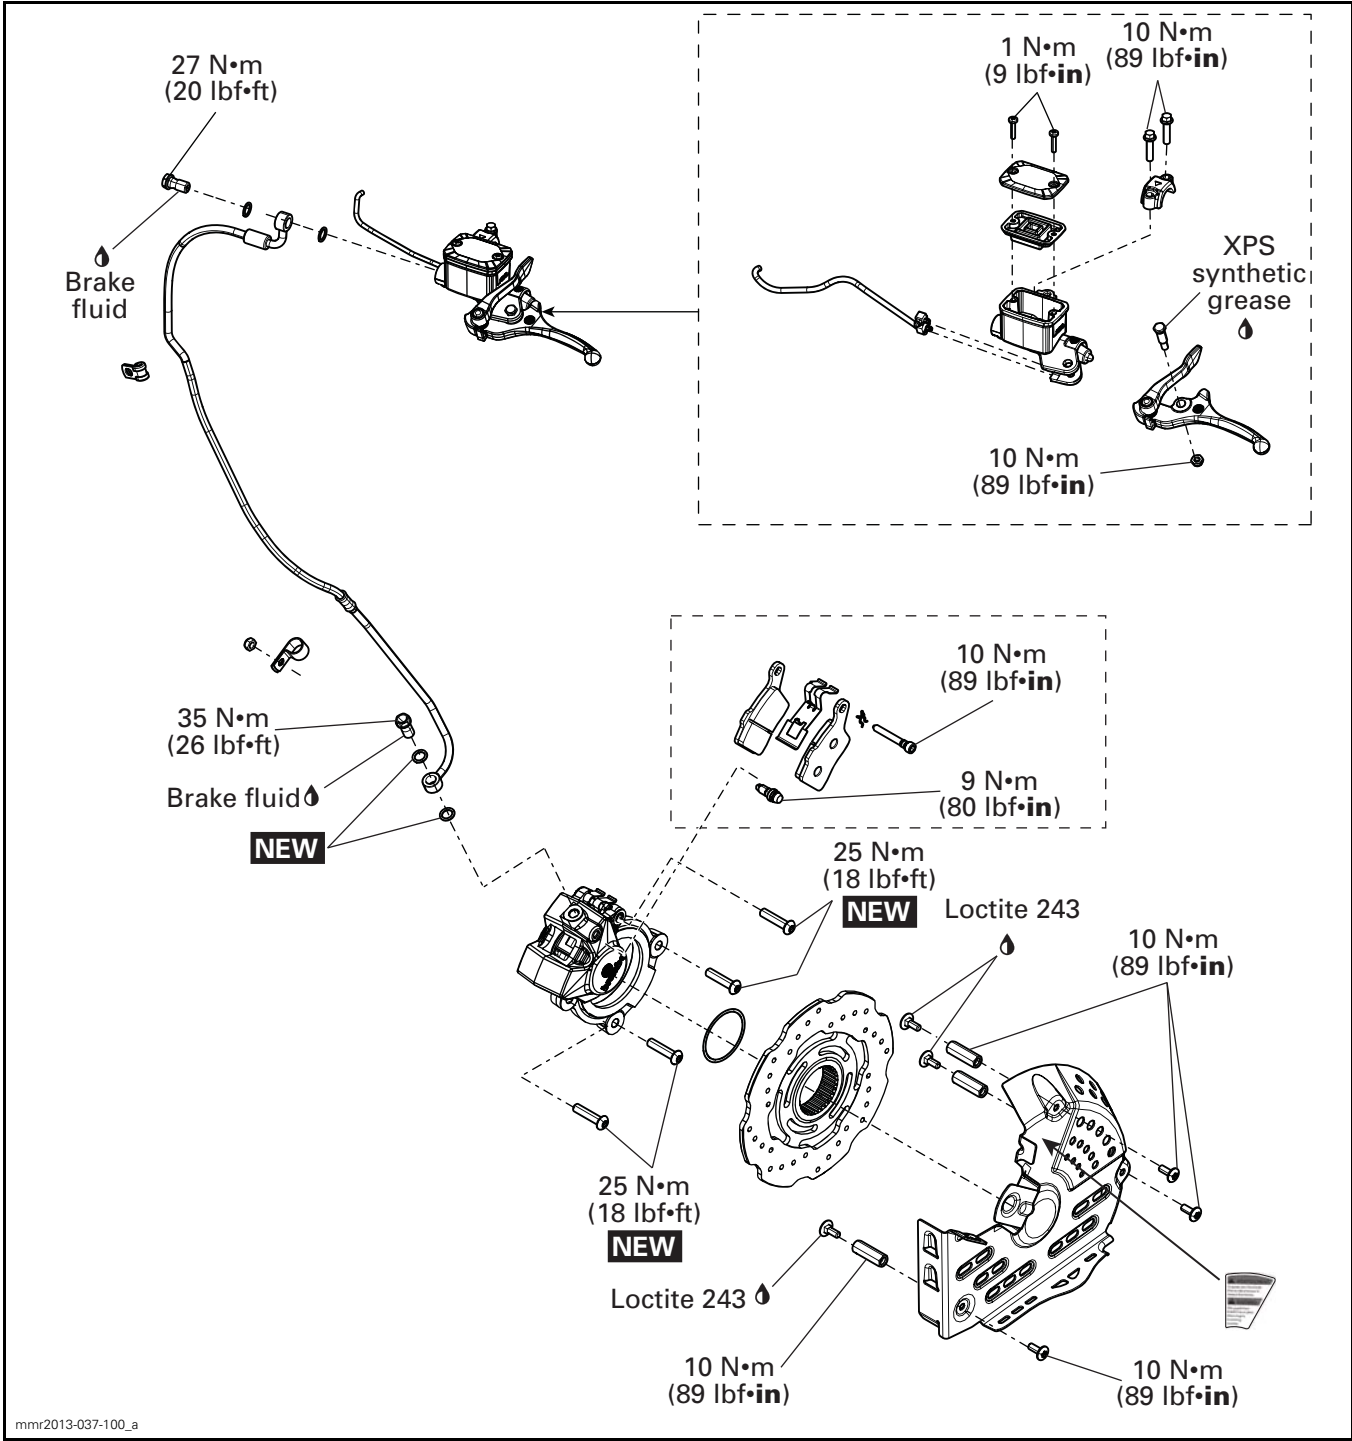 27 N•m
(20 lbf•ft)
Brake
fluid
1 N•m
(9 lbf•in)
10 N•m
(89 lbf•in)
XPS
synthetic
grease
10 N•m
(89 lbf•in)
10 N•m
(89 lbf•in)
9 N•m
(80 lbf•in)
35 N•m
(26 lbf•ft)
Brake fluid
NEW
25 N•m
(18 lbf•ft)
NEW
Loctite 243
10 N•m
(89 lbf•in)
25 N•m
(18 lbf•ft)
NEW
Loctite 243
10 N•m
(89 lbf•in)
10 N•m
(89 lbf•in)
mmr2013-037-100_a